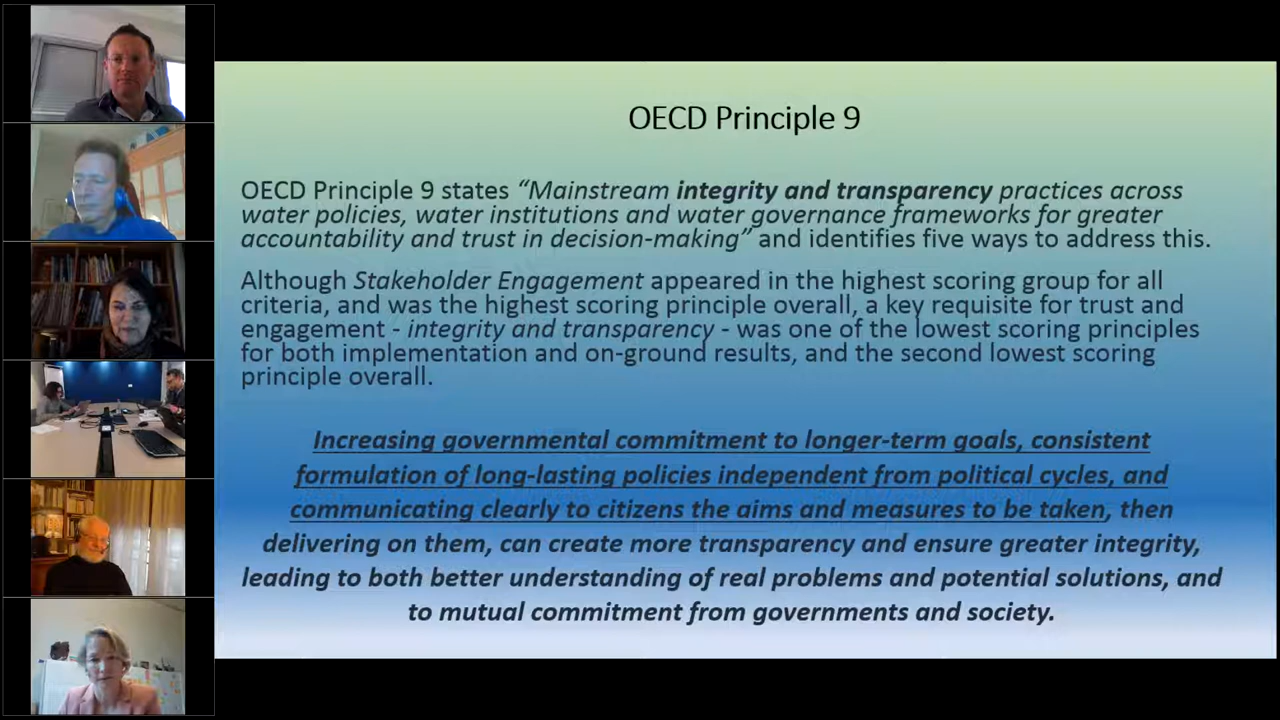 OECD Principle 9
OECD Principle 9 states “Mainstream integrity and transparency practices across
water policies, water institutions and water governance frameworks for greater
accountability and trust in decision-making” and identifies five ways to address this.
Although Stakeholder Engagement appeared in the highest scoring group for all
criteria, and was the highest scoring principle overall, a key requisite for trust and
engagement - integrity and transparency - was one of the lowest scoring principles
for both implementation and on-ground results, and the second lowest scoring
principle overall.
Increasing governmental commitment to longer-term goals, consistent
formulation of long-lasting policies independent from political cycles, and
communicating clearly to citizens the aims and measures to be taken, then
delivering on them, can create more transparency and ensure greater integrity,
leading to both better understanding of real problems and potential solutions, and
to mutual commitment from governments and society.